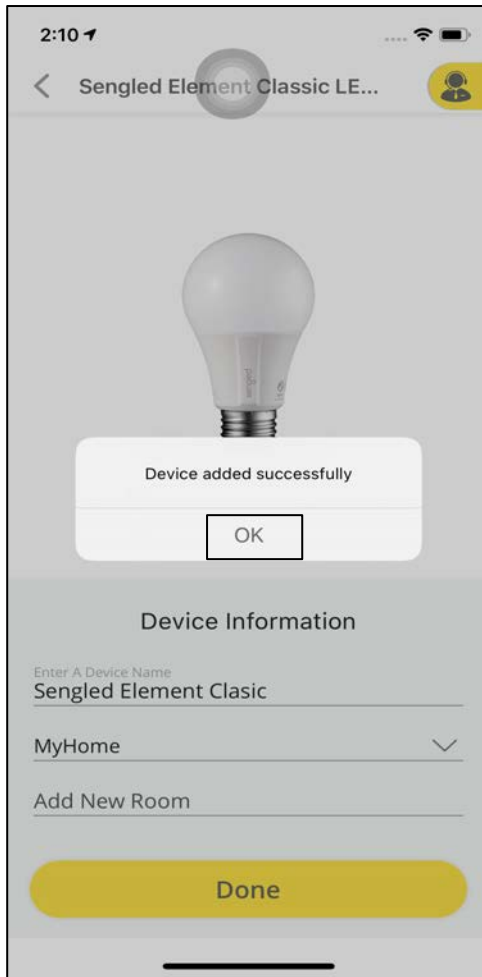 2:10
Sengled Element Classic LE...
sengled
Device added successfully
OK
Device Information
Enter A Device Name
Sengled Element Clasic
MyHome
Add New Room
Done